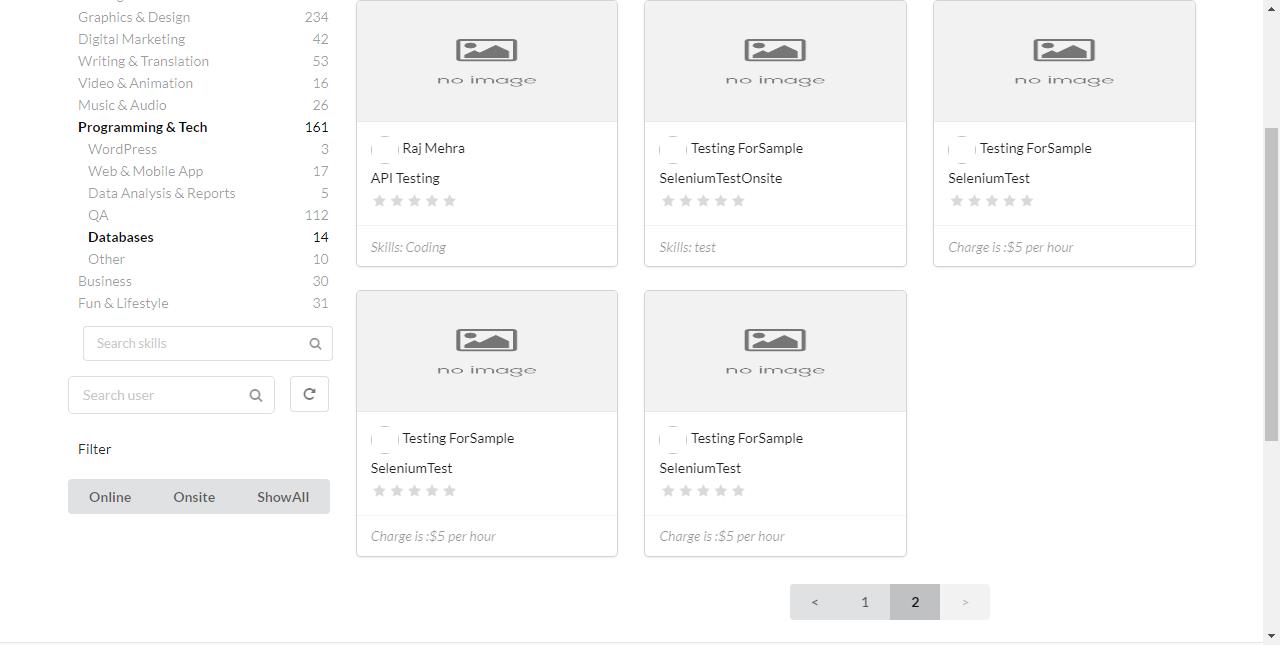 Graphics & Design 234
Digital Marketing 42
Writing & Translation 53
Video & Animation 16
Music & Audio 26
Programming & Tech 161
WordPress 3
Web & Mobile App 17
Data Analysis & Reports 5
QA 112
Databases 14
Other 10
Business 30
Fun & Lifestyle 31
Search skills
Search user
Filter
Online Onsite ShowAll
no image
Raj Mehra
API Testing
Skills: Coding
no image
Testing ForSample
SeleniumTestOnsite
Skills: test
no image
Testing ForSample
SeleniumTest
Charge is :$5 per hour
no image
Testing ForSample
SeleniumTest
Charge is :$5 per hour
no image
Testing ForSample
SeleniumTest
Charge is :$5 per hour
< 1 2 >